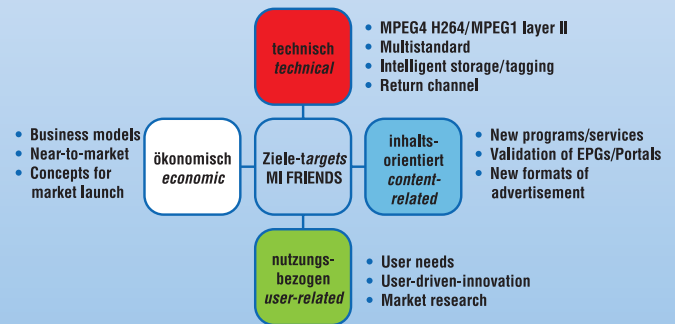 technisch
technical
• MPEG4 H264/MPEG1 layer II
• Multistandard
• Intelligent storage/tagging
• Return channel
• Business models
• Near-to-market
• Concepts for
market launch
ökonomisch
economic
Ziele-targets
MI FRIENDS
inhalts-
orientiert
content-
related
• New programs/services
• Validation of EPGs/Portals
• New formats of
advertisement
nutzungs-
bezogen
user-related
• User needs
• User-driven-innovation
• Market research